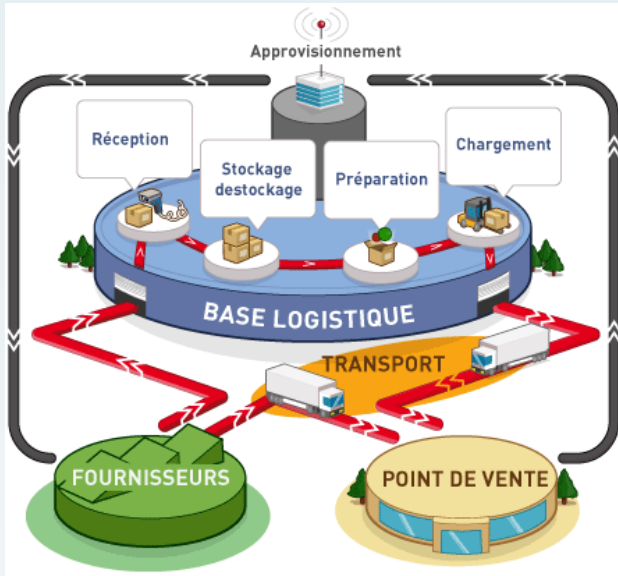 Approvisionnement
Réception
Stockage
destockage
Préparation
Chargement
BASE LOGISTIQUE
TRANSPORT
FOURNISSEURS
POINT DE VENTE